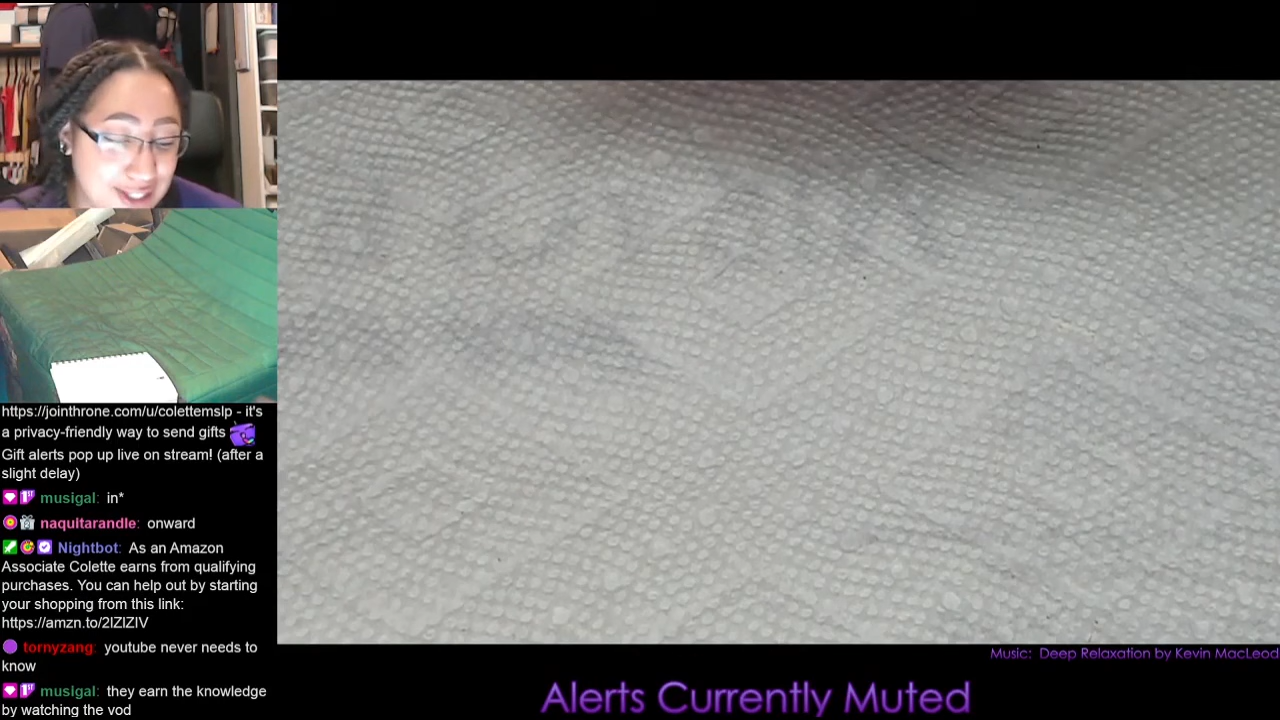 https://jointhrone.com/u/colettemslp - it's
a privacy-friendly way to send gifts
Gift alerts pop up live on stream! (after a
slight delay)
musigal: in*
naquitarandle: onward
Nightbot: As an Amazon
Associate Colette earns from qualifying
purchases. You can help out by starting
your shopping from this link:
https://amzn.to/2IZIZIV
tornyzang: youtube never needs to
know
musigal: they earn the knowledge
by watching the vod
Music: Deep Relaxation by Kevin MacLeod
Alerts Currently Muted